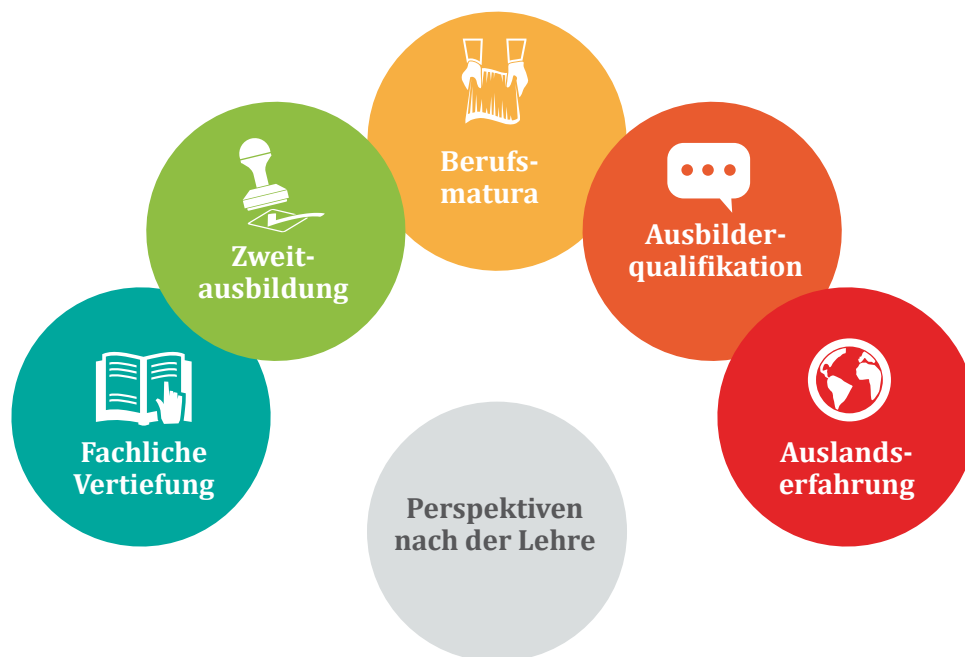 Berufs-
matura
Zweit-
ausbildung
Ausbilder-
qualifikation
Fachliche
Vertiefung
Auslands-
erfahrung
Perspektiven
nach der Lehre